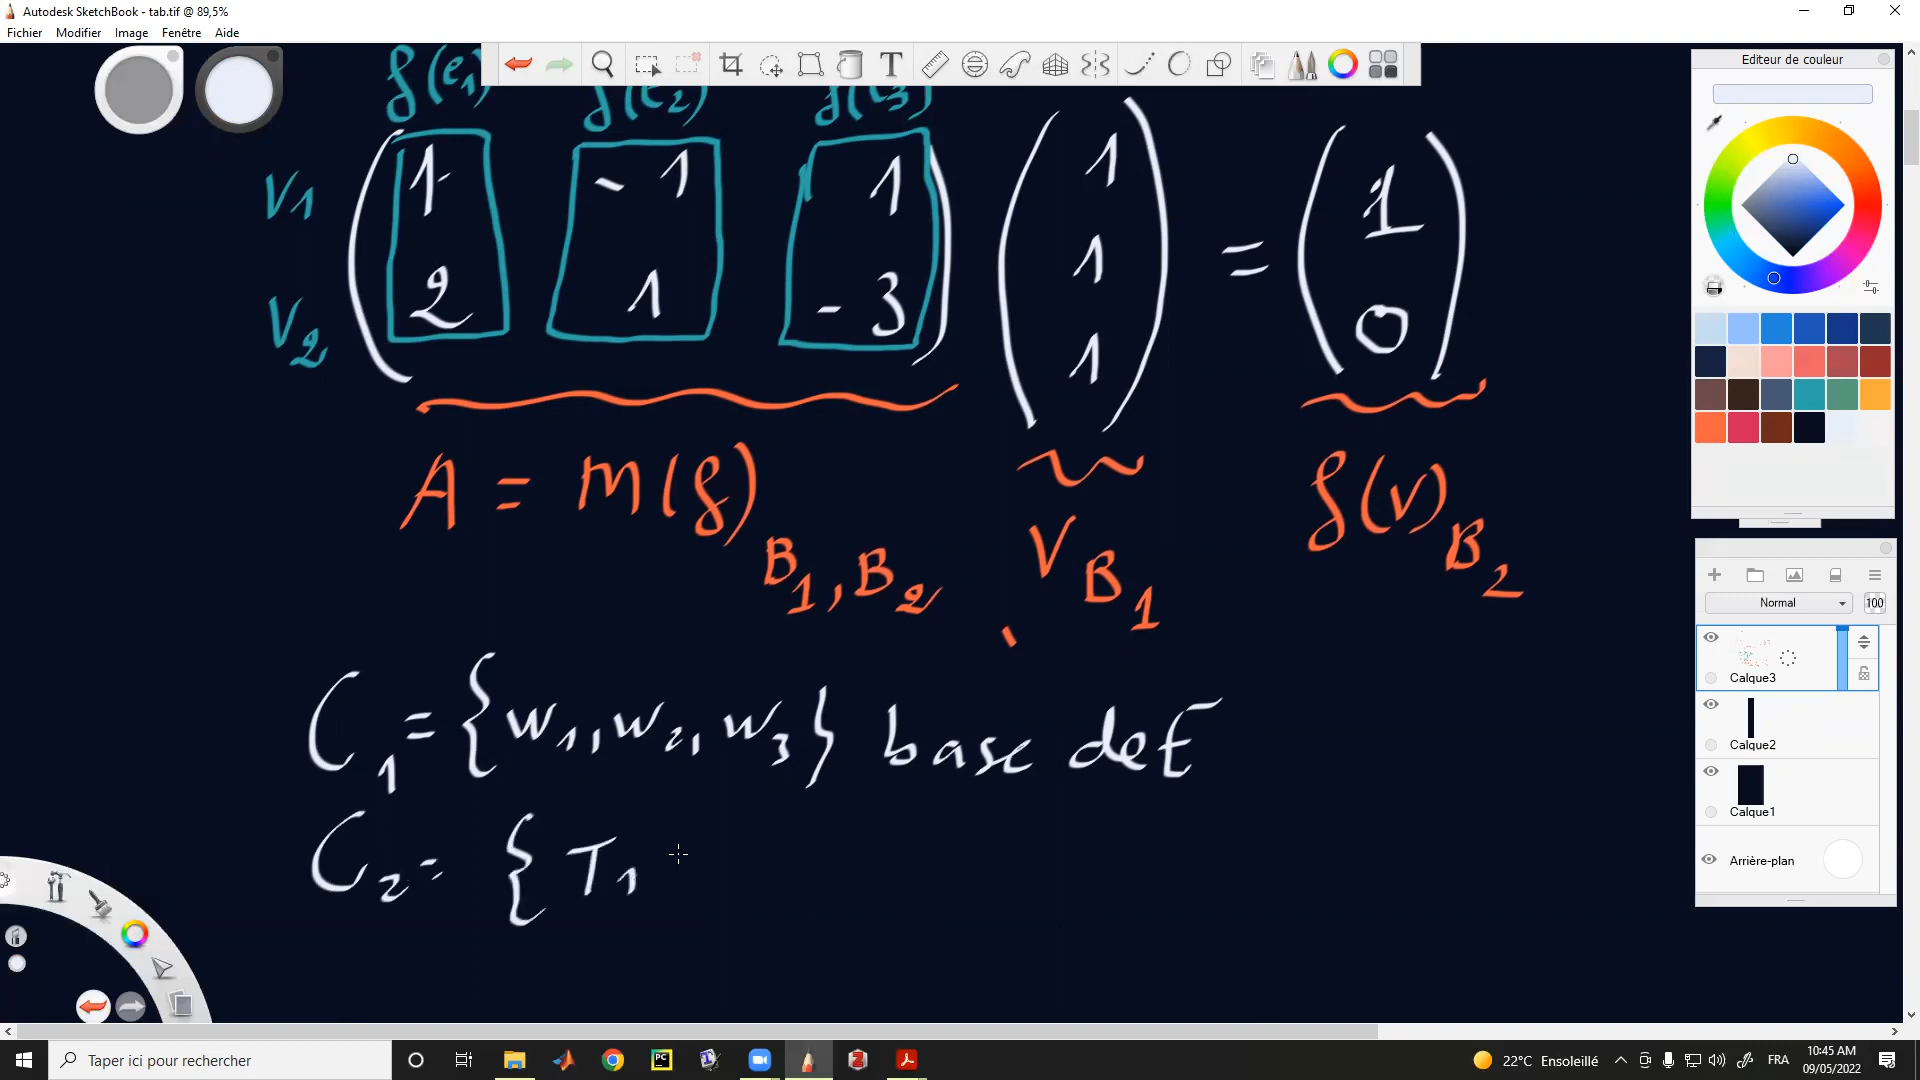 Autodesk SketchBook - tab.tif @ 89,5%
Fichier Modifier Image Fenêtre Aide
Editeur de couleur
f(e1) f(e2) f(e3)
V1 1 -1 1 1 1
1 =
V2 2 1 -3 1 0
A = M(f) B1, B2 V B1 f(v) B2
C1 = {w1, w2, w3} base de E
C2 = { T1
Normal 100
Calque3
Calque2
Calque1
Arrière-plan
Taper ici pour rechercher
22°C Ensoleillé FRA 10:45 AM
09/05/2022